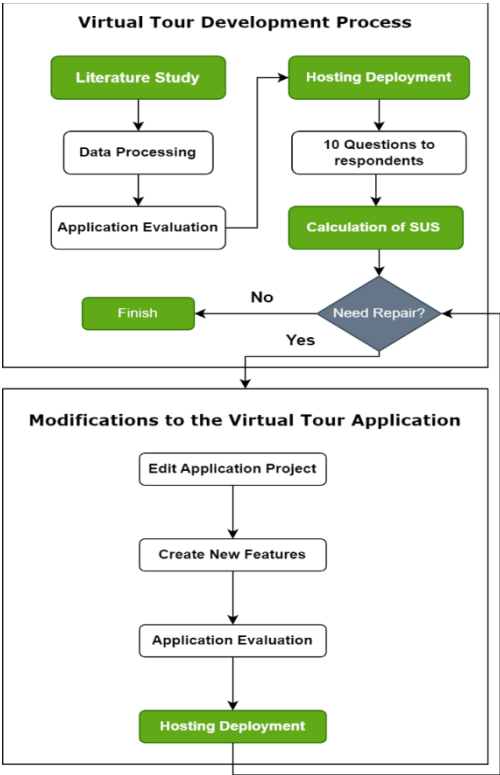 Virtual Tour Development Process
Literature Study
Data Processing
Application Evaluation
Hosting Deployment
10 Questions to
respondents
Calculation of SUS
Need Repair?
No
Finish
Yes
Modifications to the Virtual Tour Application
Edit Application Project
Create New Features
Application Evaluation
Hosting Deployment